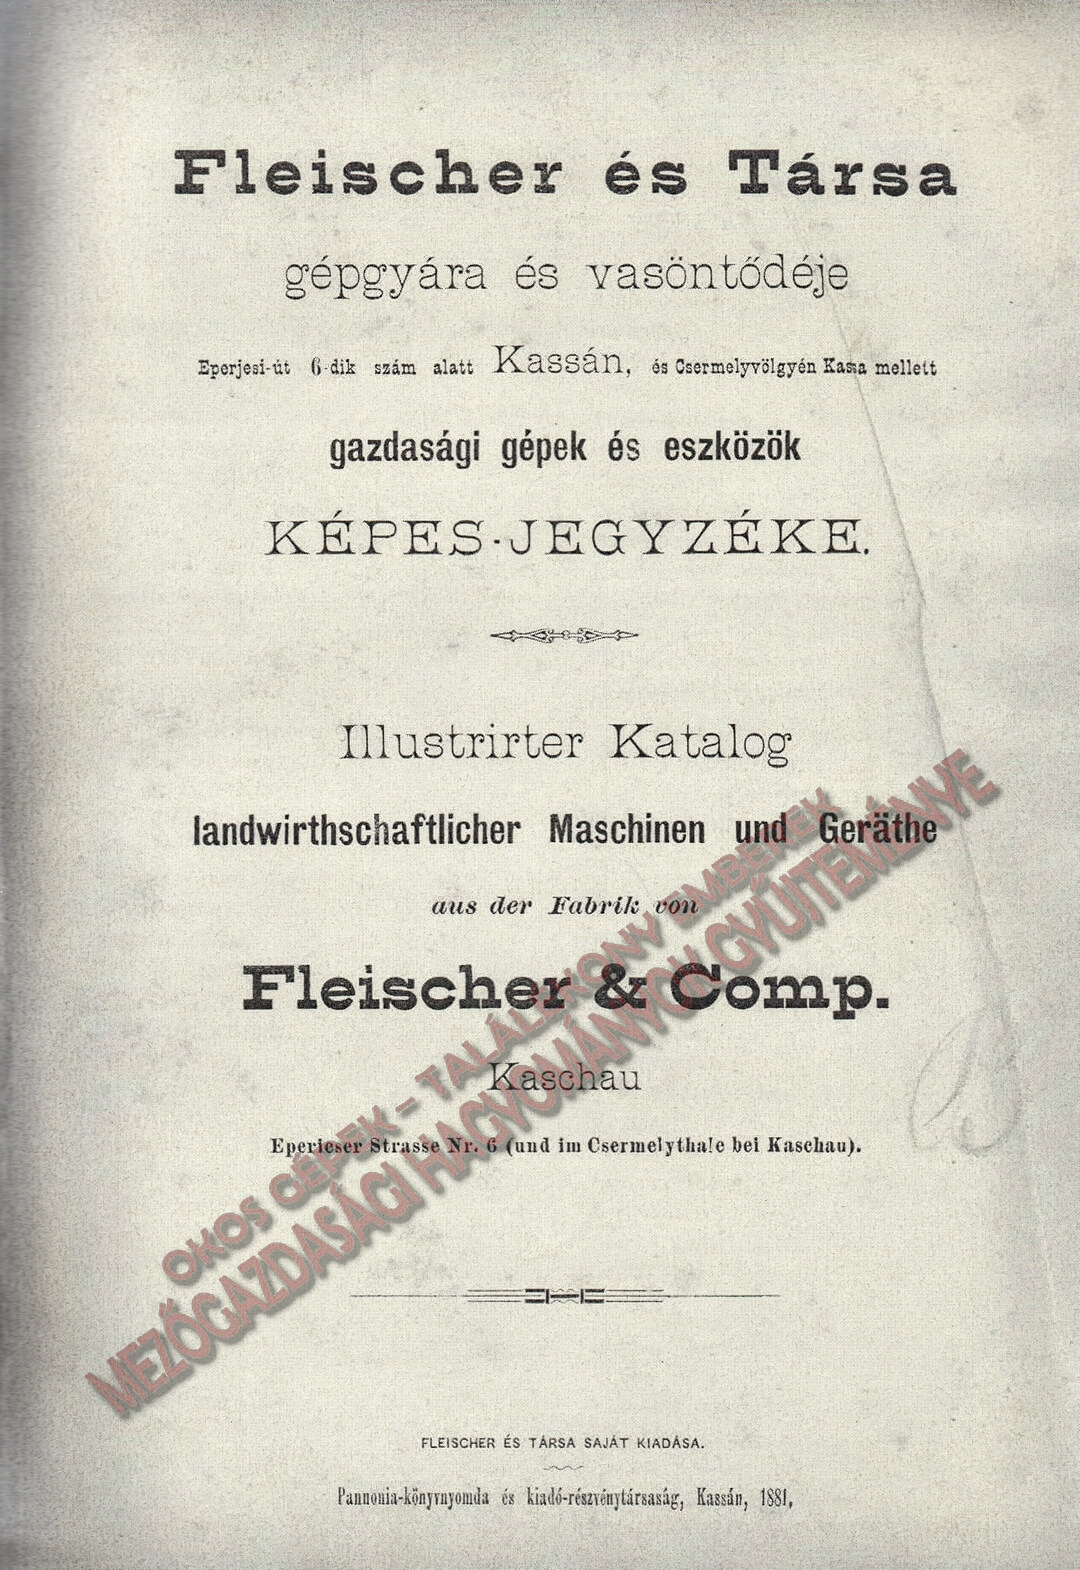 Fleischer és Társa
gépgyára és vasöntődéje
Eperjesi-út 6-dik szám alatt Kassán, és Csermelyvölgyén Kassa mellett
gazdasági gépek és eszközök
KÉPES-JEGYZÉKE.
Illustrirter Katalog
landwirthschaftlicher Maschinen und Geräthe
aus der Fabrik von
Fleischer & Comp.
Kaschau
Eperieser Strasse Nr. 6 (und im Csermelythale bei Kaschau).
FLEISCHER ÉS TÁRSA SAJÁT KIADÁSA.
Pannonia-könyvnyomda és kiadó-részvénytársaság, Kassán, 1881.
OKOS GÉPEK – TALÁLÉKONY EMBEREK
MEZŐGAZDASÁGI HAGYOMÁNYOK GYŰJTEMÉNYE